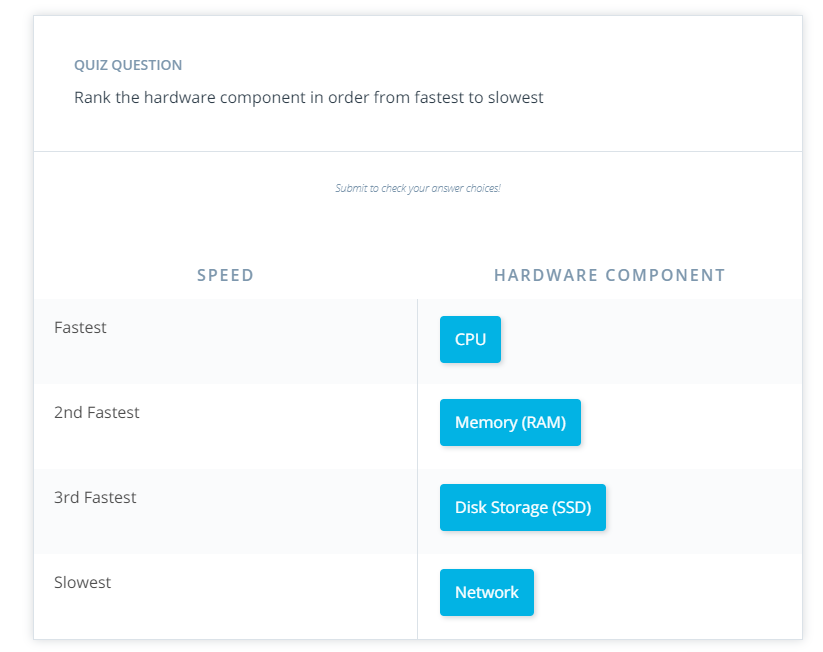 QUIZ QUESTION
Rank the hardware component in order from fastest to slowest
Submit to check your answer choices!
SPEED HARDWARE COMPONENT
Fastest CPU
2nd Fastest Memory (RAM)
3rd Fastest Disk Storage (SSD)
Slowest Network